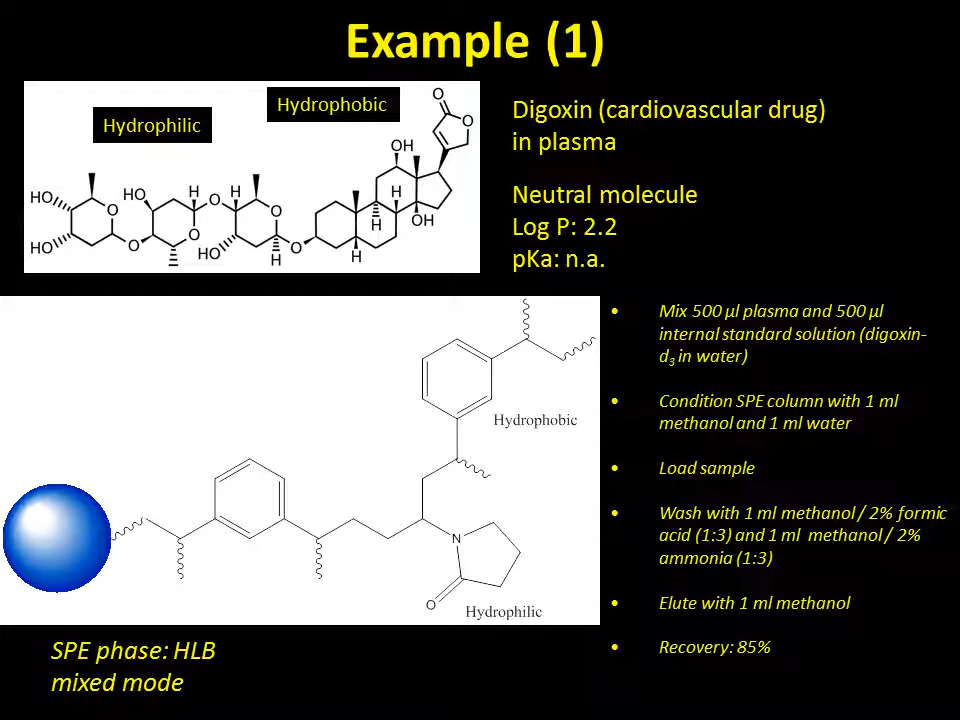 Example (1)
Hydrophilic
Hydrophobic
O
O
OH
H
H
OH
H
H
O
HO
HO
O
O
HO
H
O
H
O
O
HO
H
O
Digoxin (cardiovascular drug)
in plasma
Neutral molecule
Log P: 2.2
pKa: n.a.
Hydrophobic
N
O
Hydrophilic
SPE phase: HLB
mixed mode
• Mix 500 µl plasma and 500 µl
internal standard solution (digoxin-
d3 in water)
• Condition SPE column with 1 ml
methanol and 1 ml water
• Load sample
• Wash with 1 ml methanol / 2% formic
acid (1:3) and 1 ml methanol / 2%
ammonia (1:3)
• Elute with 1 ml methanol
• Recovery: 85%